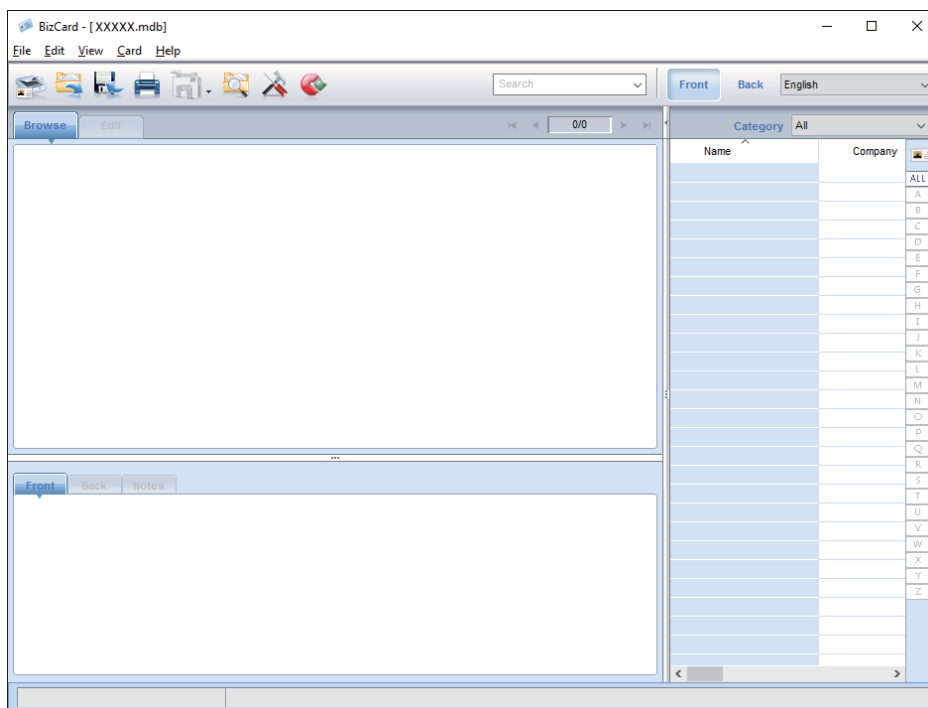 BizCard - [XXXXX.mdb]
File Edit View Card Help
Search
Front Back English
Browse Edit 0/0 Category All
Name Company
ALL
A
B
C
D
E
F
G
H
I
J
K
L
M
N
O
P
Q
R
S
T
U
V
W
X
Y
Z
Front Back Notes